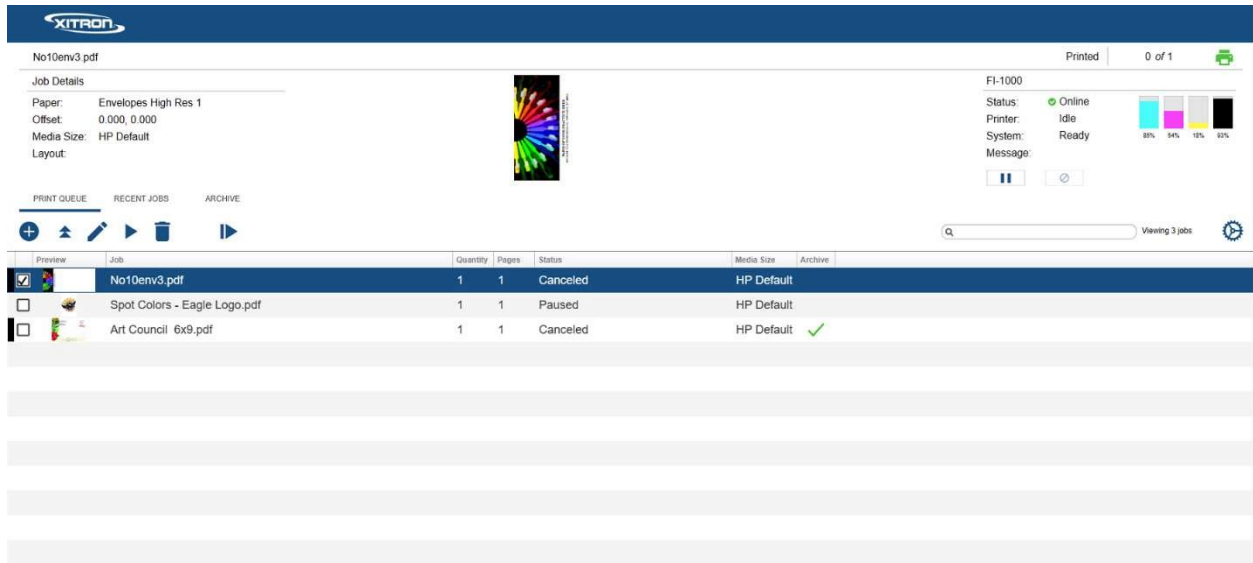 XITRON
No10env3.pdf
Printed 0 of 1
Job Details
FI-1000
Paper: Envelopes High Res 1
Status: Online
Offset: 0.000, 0.000
Printer: Idle
Media Size: HP Default
System: Ready
Layout:
Message:
PRINT QUEUE RECENT JOBS ARCHIVE
Viewing 3 jobs
Preview Job Quantity Pages Status Media Size Archive
No10env3.pdf 1 1 Canceled HP Default
Spot Colors - Eagle Logo.pdf 1 1 Paused HP Default
Art Council 6x9.pdf 1 1 Canceled HP Default